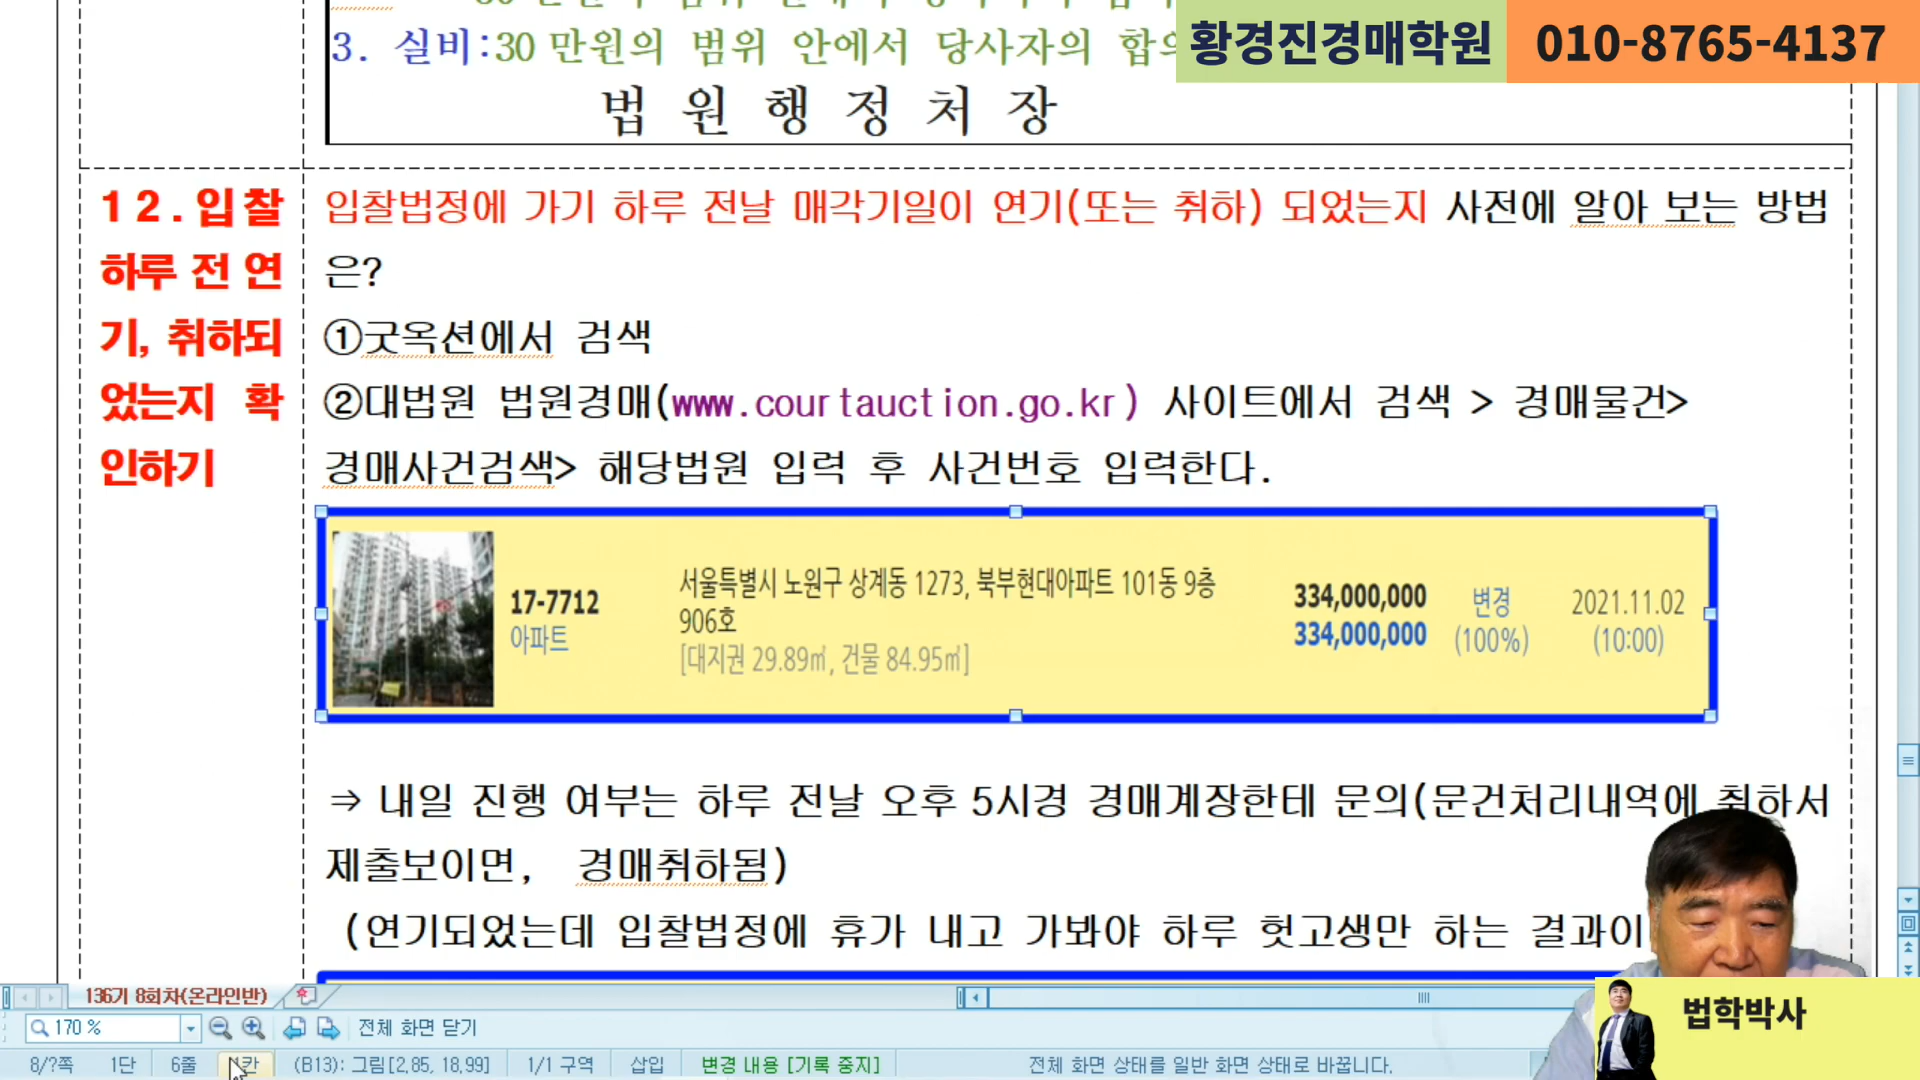 3. 실비:30만원의 범위 안에서 당사자의 합의
황경진경매학원 010-8765-4137
법 원 행 정 처 장
12.입찰 하루 전 연기, 취하되었는지 확인하기
입찰법정에 가기 하루 전날 매각기일이 연기(또는 취하) 되었는지 사전에 알아 보는 방법
은?
①굿옥션에서 검색
②대법원 법원경매(www.courtauction.go.kr) 사이트에서 검색 > 경매물건>
경매사건검색> 해당법원 입력 후 사건번호 입력한다.
17-7712
아파트
서울특별시 노원구 상계동 1273, 북부현대아파트 101동 9층
906호
[대지권 29.89㎡, 건물 84.95㎡]
334,000,000
334,000,000
변경
(100%)
2021.11.02
(10:00)
⇒ 내일 진행 여부는 하루 전날 오후 5시경 경매계장한테 문의(문건처리내역에 취하서
제출보이면, 경매취하됨)
(연기되었는데 입찰법정에 휴가 내고 가봐야 하루 헛고생만 하는 결과이
136기 8회차(온라인반)
170 %
전체 화면 닫기
8/?쪽 1단 6줄 1칸 (B13): 그림[2,85, 18,99] 1/1 구역 삽입 변경 내용 [기록 중지] 전체 화면 상태를 일반 화면 상태로 바꿉니다.
법학박사